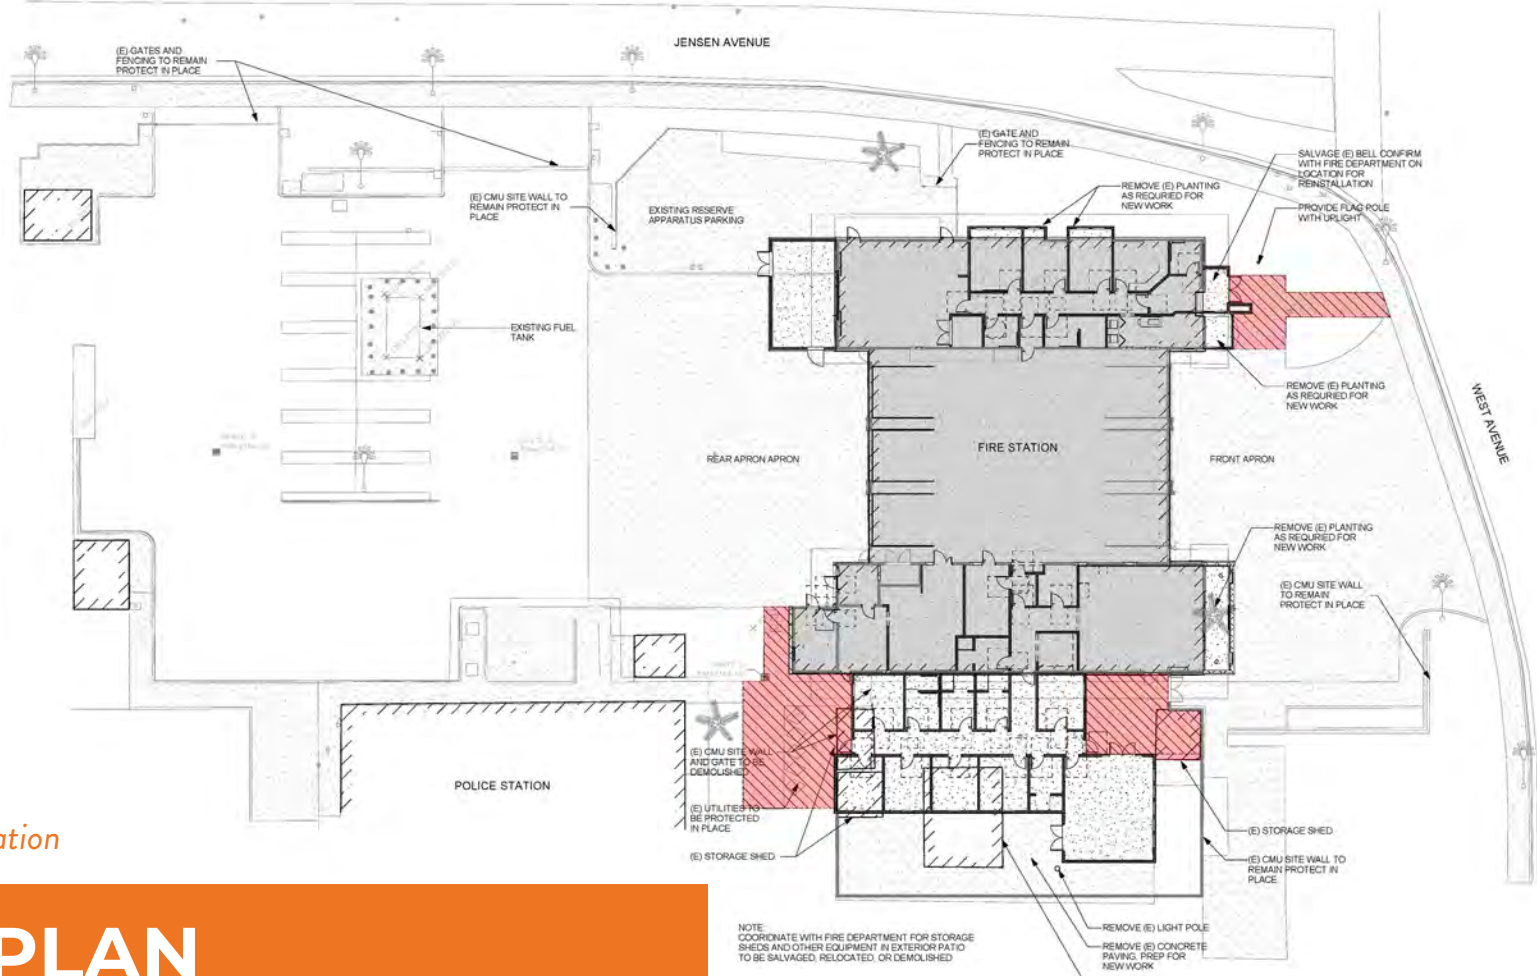 JENSEN AVENUE
(E) GATES AND
FENCING TO REMAIN
PROTECT IN PLACE
(E) GATE AND
FENCING TO REMAIN
PROTECT IN PLACE
SALVAGE (E) BELL CONFIRM
WITH FIRE DEPARTMENT ON
LOCATION FOR
REINSTALLATION
(E) CMU SITE WALL TO
REMAIN PROTECT IN
PLACE
EXISTING RESERVE
APPARATUS PARKING
REMOVE (E) PLANTING
AS REQURIED FOR
NEW WORK
PROVIDE FLAG POLE
WITH UPLIGHT
EXISTING FUEL
TANK
REMOVE (E) PLANTING
AS REQURIED FOR
NEW WORK
WEST AVENUE
REAR APRON APRON
FIRE STATION
FRONT APRON
REMOVE (E) PLANTING
AS REQURIED FOR
NEW WORK
(E) CMU SITE WALL
TO REMAIN
PROTECT IN PLACE
(E) CMU SITE WALL
AND GATE TO BE
DEMOLISHED
POLICE STATION
(E) UTILITIES TO
BE PROTECTED
IN PLACE
(E) STORAGE SHED
(E) STORAGE SHED
(E) CMU SITE WALL TO
REMAIN PROTECT IN
PLACE
ation
PLAN
NOTE:
COORDINATE WITH FIRE DEPARTMENT FOR STORAGE
SHEDS AND OTHER EQUIPMENT IN EXTERIOR PATIO
TO BE SALVAGED, RELOCATED, OR DEMOLISHED
REMOVE (E) LIGHT POLE
REMOVE (E) CONCRETE
PAVING, PREP FOR
NEW WORK